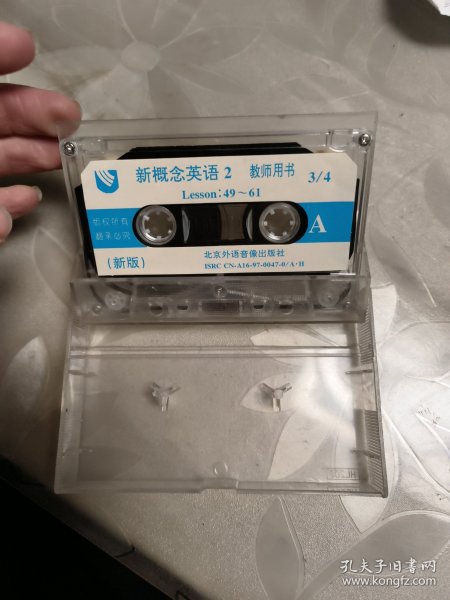 新概念英语 2 教师用书 3/4
Lesson: 49～61
版权所有
翻录必究
A
(新版)
北京外语音像出版社
ISRC CN-A16-97-0047-0/A·H
孔夫子旧书网
www.kongfz.com